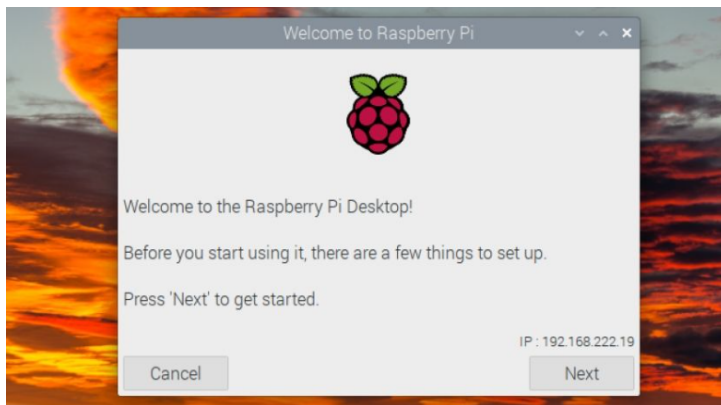 Welcome to Raspberry Pi
Welcome to the Raspberry Pi Desktop!
Before you start using it, there are a few things to set up.
Press 'Next' to get started.
IP : 192.168.222.19
Cancel
Next